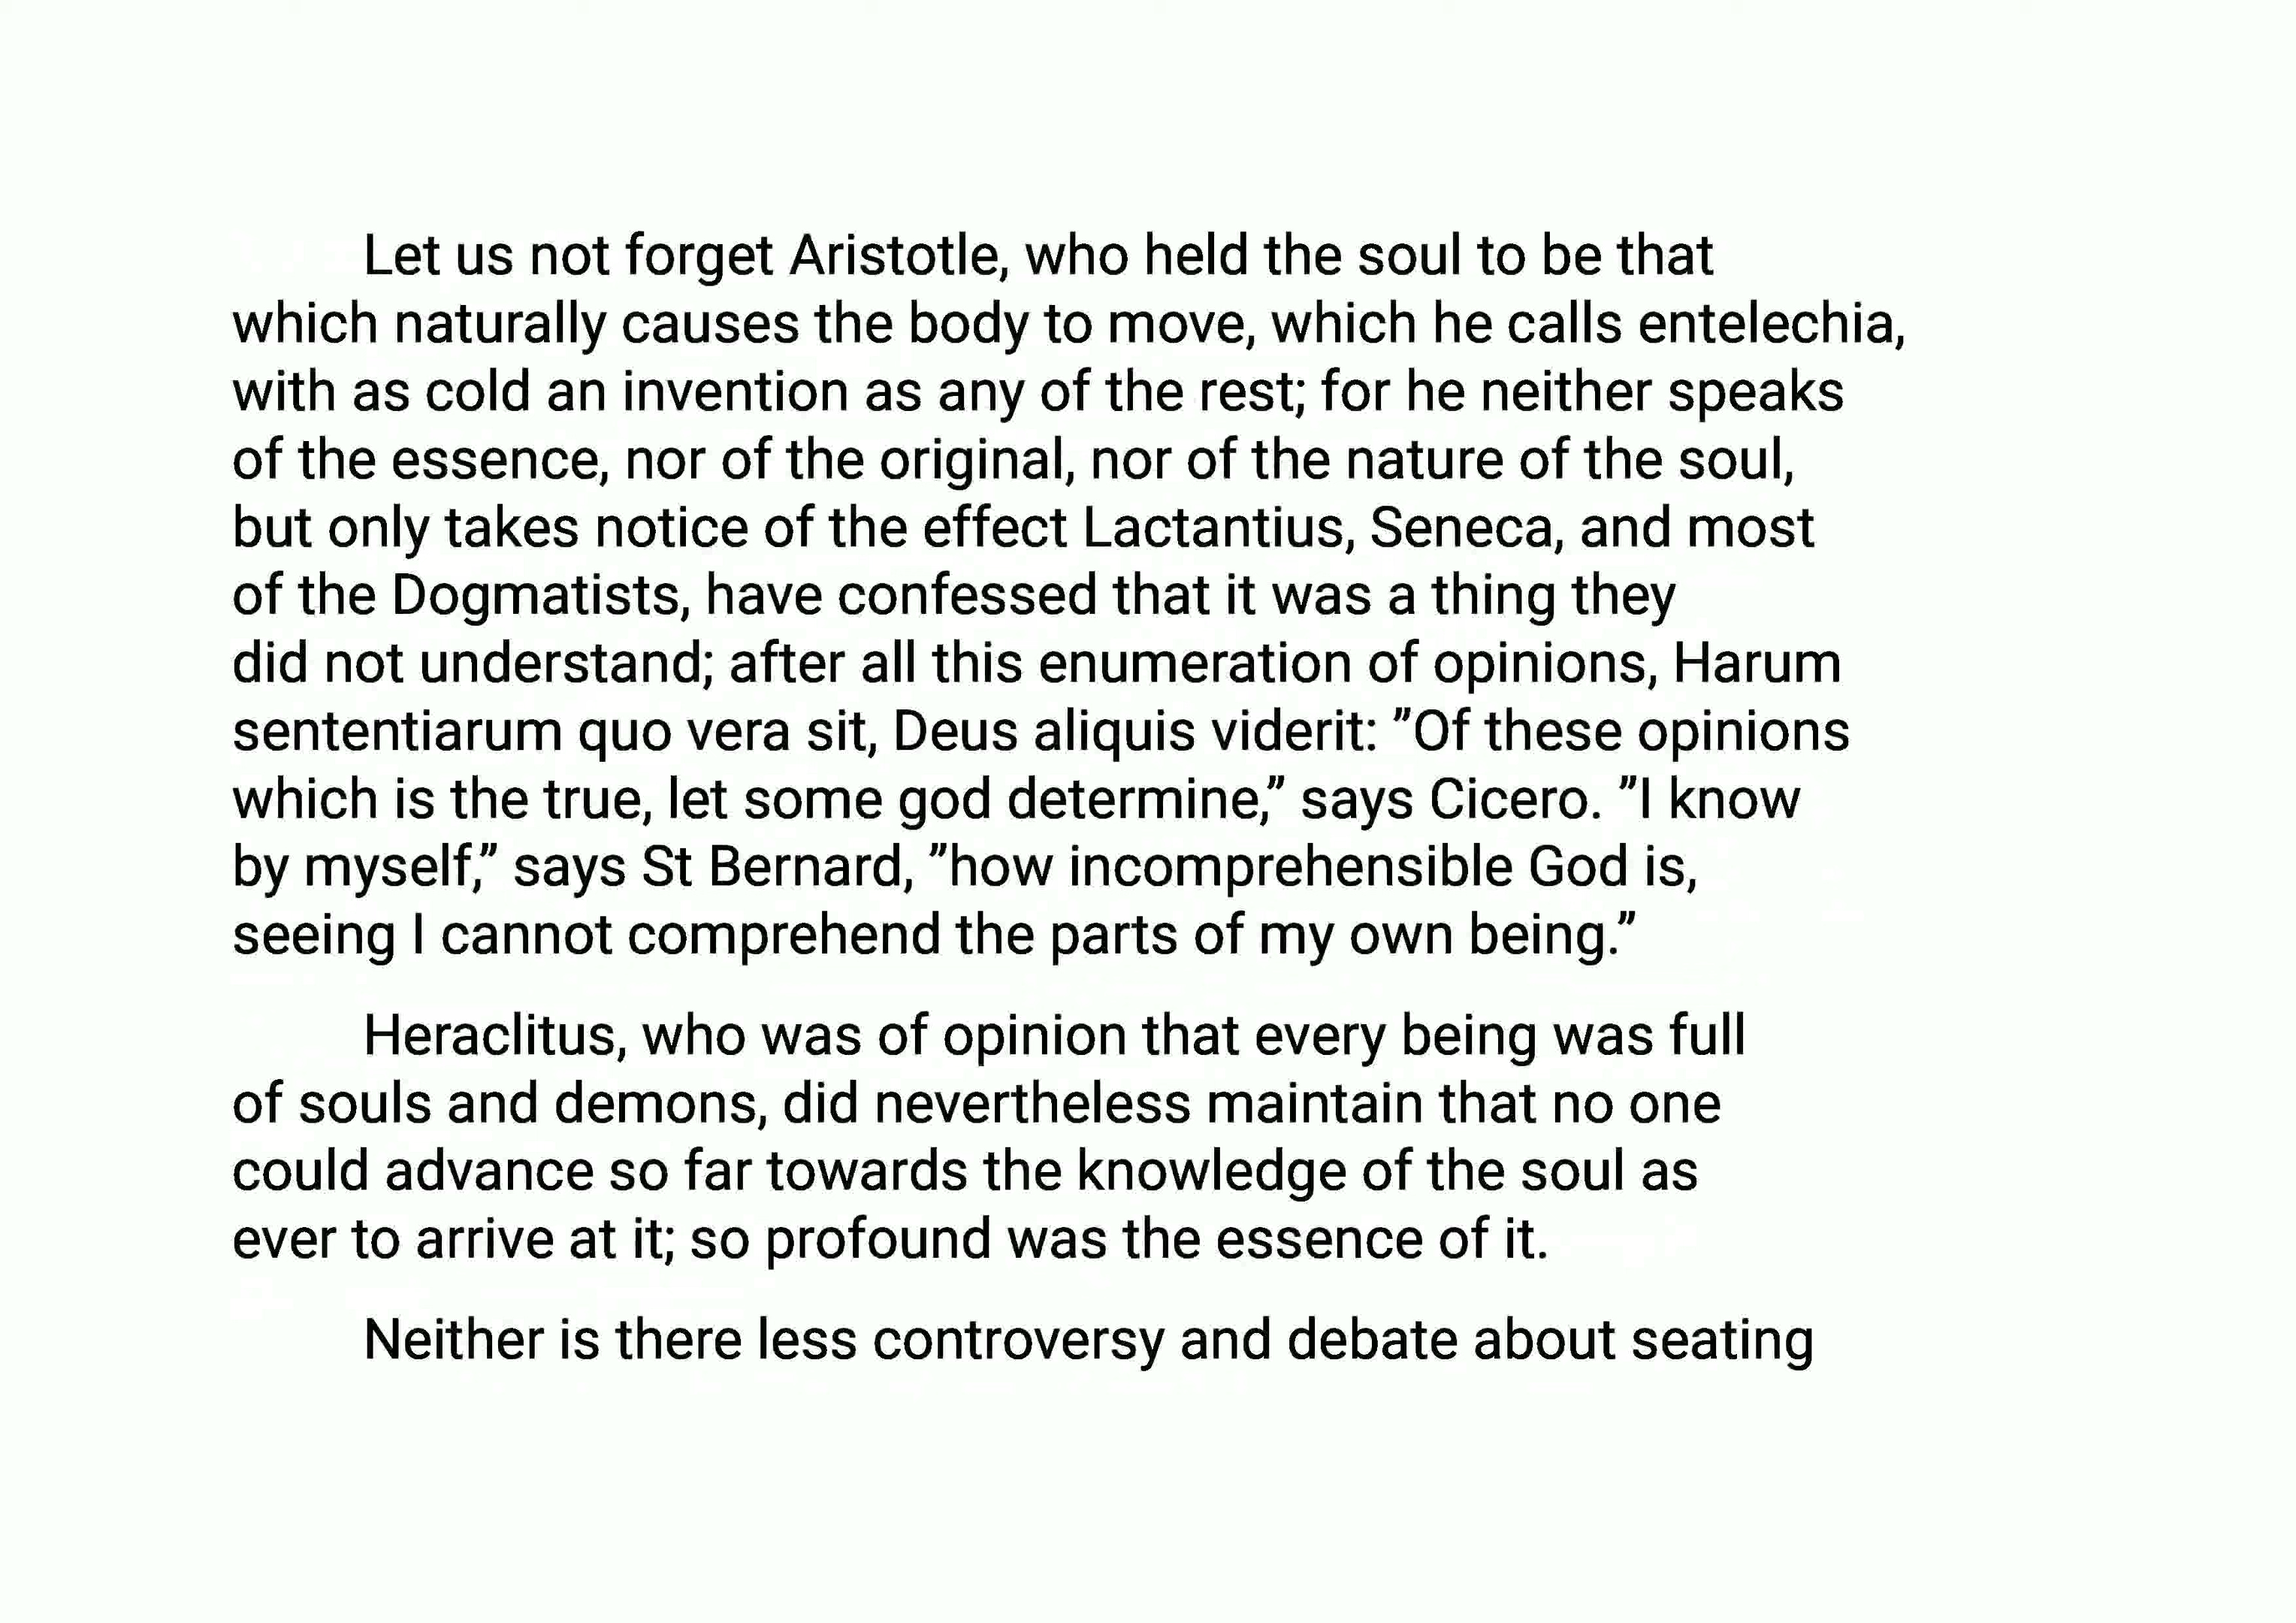 Let us not forget Aristotle, who held the soul to be that
which naturally causes the body to move, which he calls entelechia,
with as cold an invention as any of the rest; for he neither speaks
of the essence, nor of the original, nor of the nature of the soul,
but only takes notice of the effect Lactantius, Seneca, and most
of the Dogmatists, have confessed that it was a thing they
did not understand; after all this enumeration of opinions, Harum
sententiarum quo vera sit, Deus aliquis viderit: ”Of these opinions
which is the true, let some god determine,” says Cicero. ”I know
by myself,” says St Bernard, ”how incomprehensible God is,
seeing I cannot comprehend the parts of my own being.”
Heraclitus, who was of opinion that every being was full
of souls and demons, did nevertheless maintain that no one
could advance so far towards the knowledge of the soul as
ever to arrive at it; so profound was the essence of it.
Neither is there less controversy and debate about seating